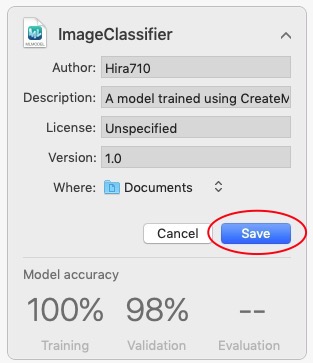 ImageClassifier
Author: Hira710
Description: A model trained using CreateM
License: Unspecified
Version: 1.0
Where: Documents
Cancel Save
Model accuracy
100% 98% --
Training Validation Evaluation